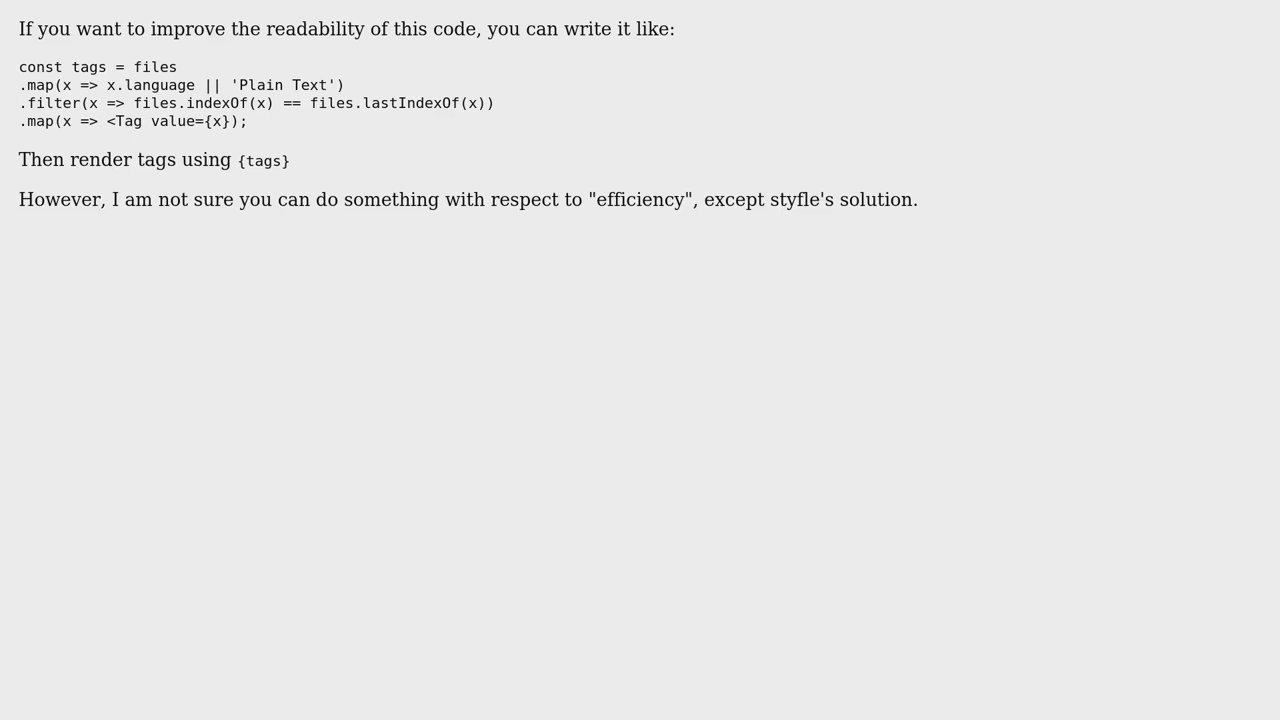 If you want to improve the readability of this code, you can write it like:
const tags = files
.map(x => x.language || 'Plain Text')
.filter(x => files.indexOf(x) == files.lastIndexOf(x))
.map(x => <Tag value={x});
Then render tags using {tags}
However, I am not sure you can do something with respect to "efficiency", except styfle's solution.